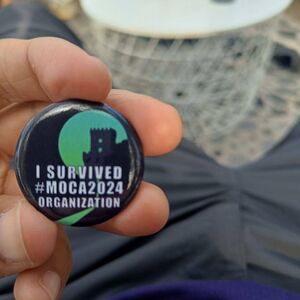 I SURVIVED
#MOCA2024
ORGANIZATION